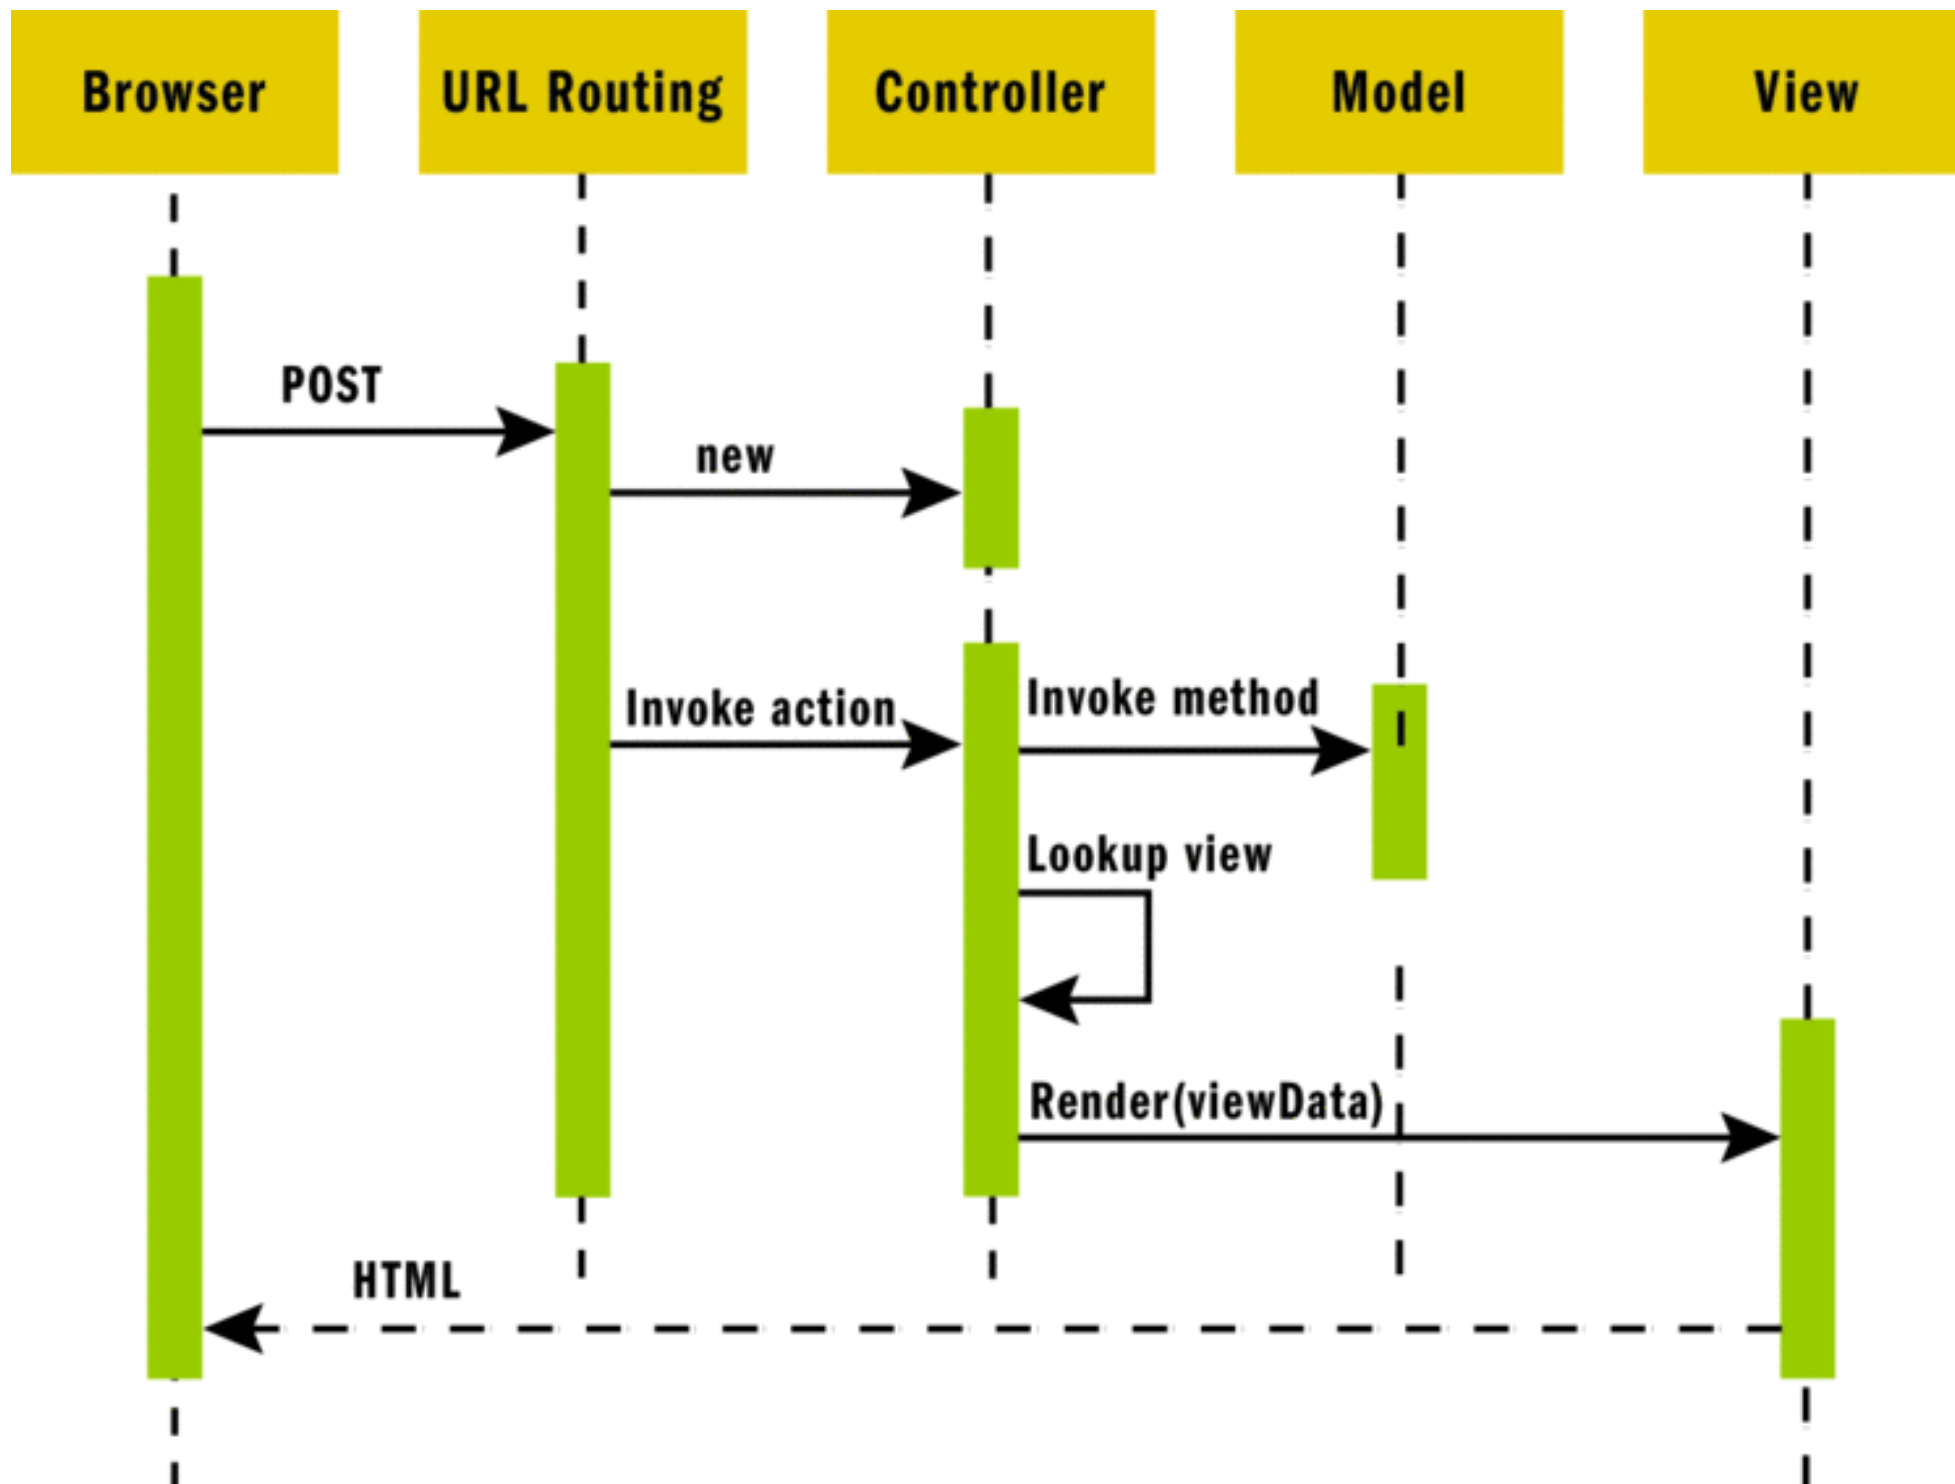 Browser
URL Routing
Controller
Model
View
POST
new
Invoke action
Invoke method
Lookup view
Render(viewData)
HTML